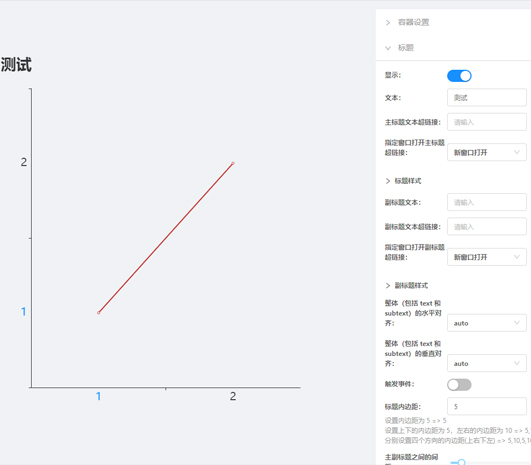 容器设置
标题
测试
显示：
文本：
测试
主标题文本超链接：
请输入
指定窗口打开主标题
超链接：
新窗口打开
标题样式
副标题文本：
请输入
副标题文本超链接：
请输入
指定窗口打开副标题
超链接：
新窗口打开
副标题样式
整体（包括 text 和
subtext）的水平对
齐：
auto
整体（包括 text 和
subtext）的垂直对
齐：
auto
触发事件：
标题内边距：
5
设置内边距为 5 => 5
设置上下的内边距为 5、左右的内边距为 10 => 5,
分别设置四个方向的内边距(上右下左) => 5,10,5,1
主副标题之间的间
2
1
1
2